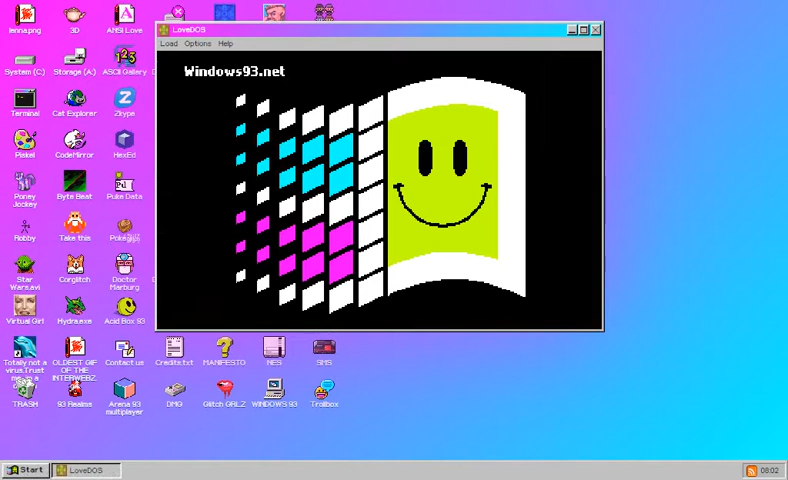 lenna.png
3D
ANSI Love
LoveDOS
Load Options Help
Windows93.net
System (C:)
Storage (A:)
ASCII Gallery
123
Terminal
Cat Explorer
Zkype
Piskel
CodeMirror
HexEd
Poney
Jockey
Byte Beat
Puke Data
Pd
Robby
Take this
Star
Wars.avi
Corglitch
Doctor
Marburg
Virtual Girl
Hydra.exe
Acid Box 93
Totally not a
virus.Trust
me..im a
OLDEST GIF
OF THE
INTERWEBZ
Contact us
Credits.txt
MANIFESTO
NES
SMS
TRASH
93 Realms
Arena 93
multiplayer
DMG
Glitch GRLZ
WINDOWS 93
Trollbox
Start
LoveDOS
08:02